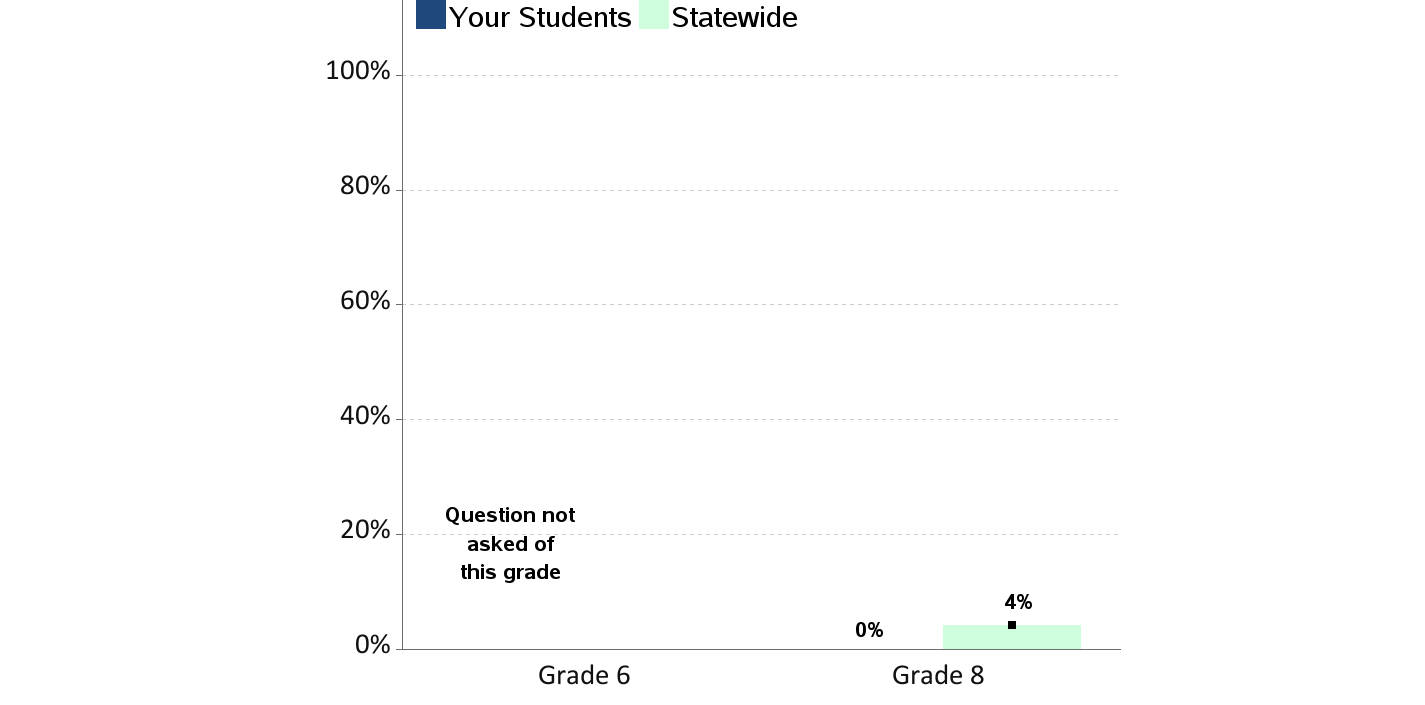 Your Students Statewide
100%
80%
60%
40%
20%
0%
Question not
asked of
this grade
0%
4%
Grade 6
Grade 8